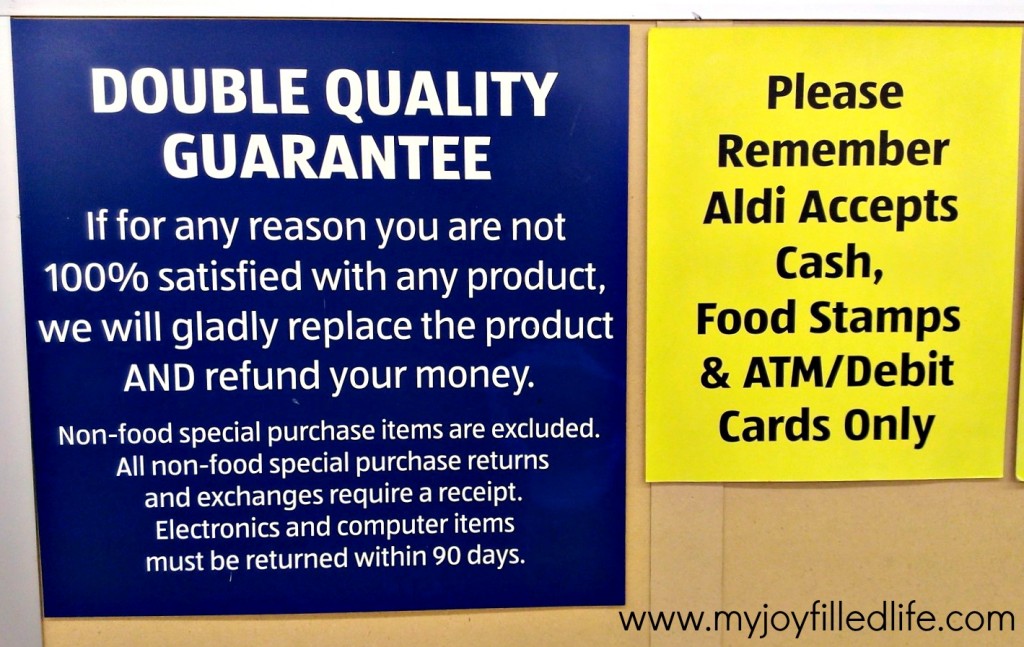 DOUBLE QUALITY
GUARANTEE
If for any reason you are not
100% satisfied with any product,
we will gladly replace the product
AND refund your money.
Non-food special purchase items are excluded.
All non-food special purchase returns
and exchanges require a receipt.
Electronics and computer items
must be returned within 90 days.
Please
Remember
Aldi Accepts
Cash,
Food Stamps
& ATM/Debit
Cards Only
www.myjoyfilledlife.com